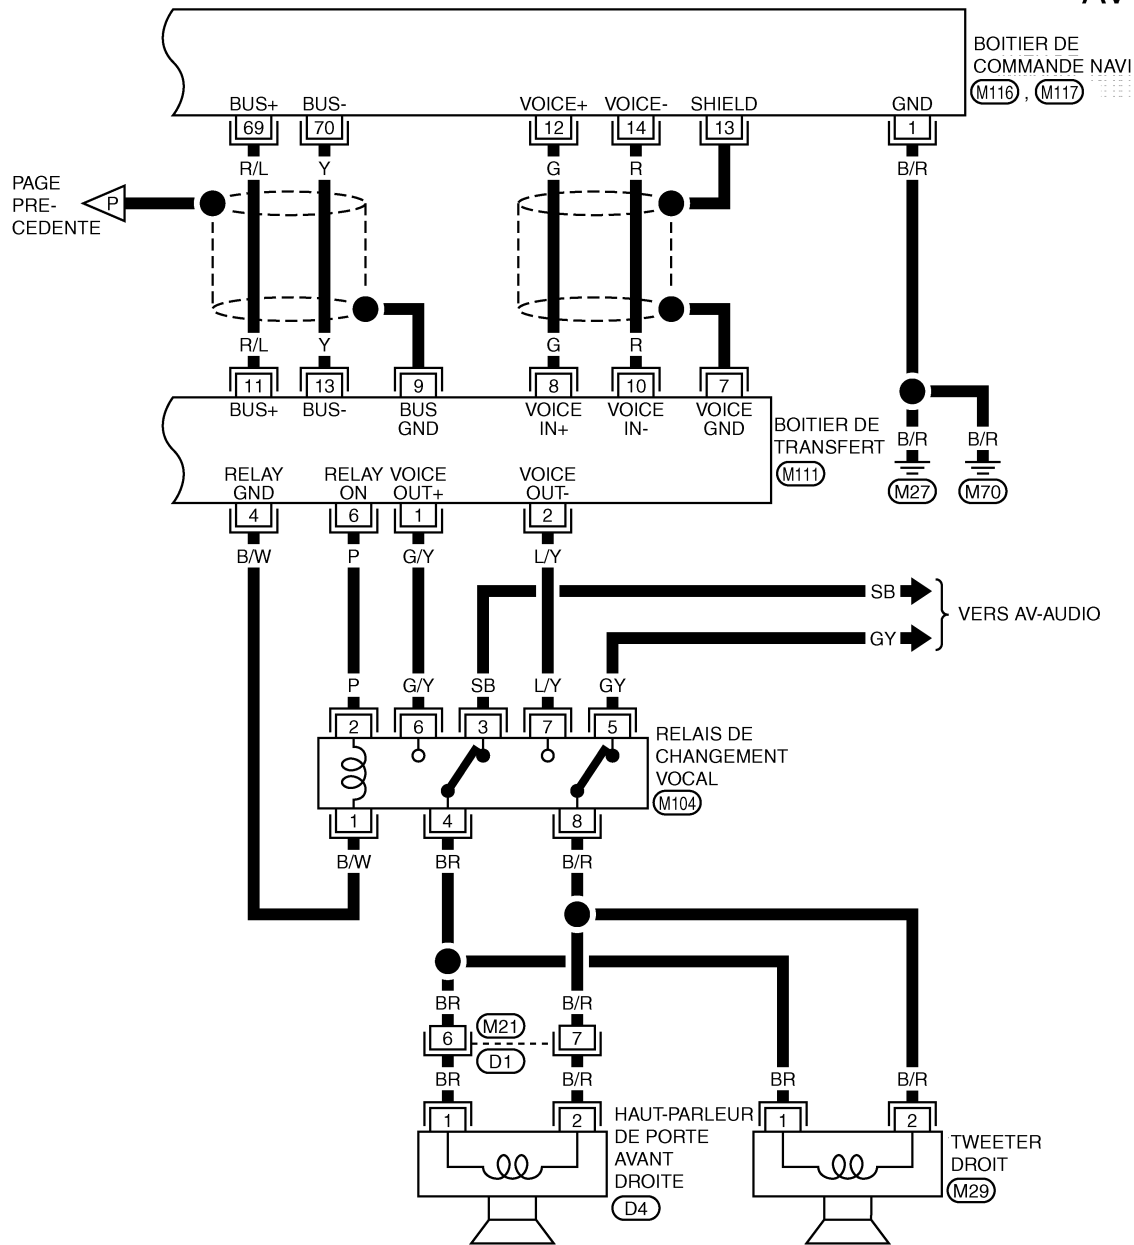 AV
BOITIER DE
COMMANDE NAVI
M116 , M117
BUS+ BUS- VOICE+ VOICE- SHIELD GND
69 70 12 14 13 1
R/L Y G R B/R
PAGE
PRE-
CEDENTE
P
R/L Y G R
11 13 9 8 10 7
BUS+ BUS- BUS
GND
VOICE
IN+
VOICE
IN-
VOICE
GND
BOITIER DE
TRANSFERT
M111
B/R B/R
M27 M70
RELAY
GND
RELAY
ON
VOICE
OUT+
VOICE
OUT-
4 6 1 2
B/W P G/Y L/Y
SB
GY
VERS AV-AUDIO
P G/Y SB L/Y GY
2 6 3 7 5
RELAIS DE
CHANGEMENT
VOCAL
M104
1 4 8
B/W BR B/R
BR B/R
6 M21 7
D1
BR B/R BR B/R
1 2 1 2
HAUT-PARLEUR
DE PORTE
AVANT
DROITE
D4
TWEETER
DROIT
M29